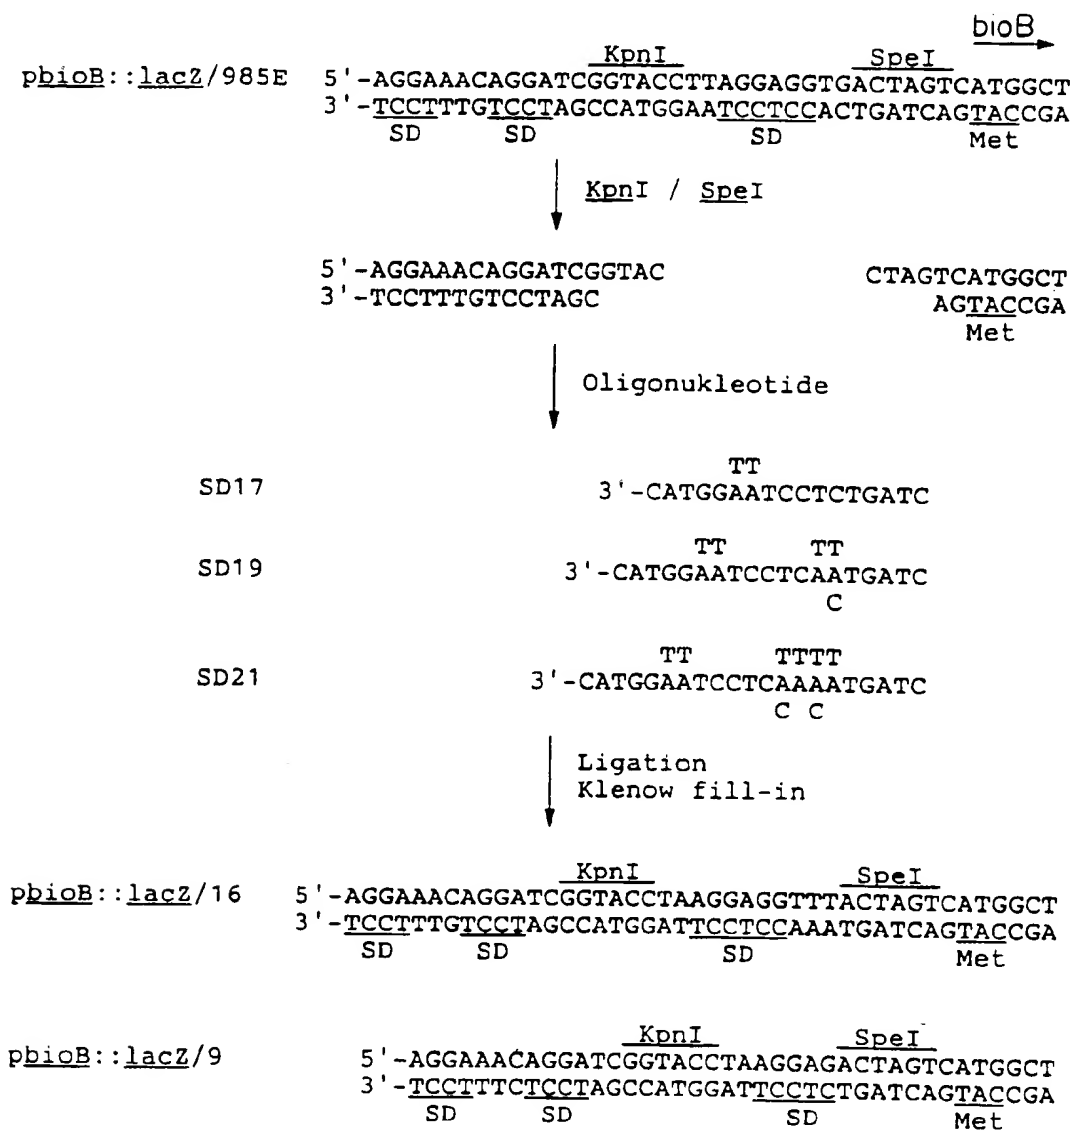 bioB
KpnI SpeI
pbioB::lacZ/985E 5'-AGGAAACAGGATCGGTACCTTAGGAGGTGACTAGTCATGGCT
3'-TCCTTTGTCCTAGCCATGGAATCCTCCACTGATCAGTACCGA
SD SD SD Met
KpnI / SpeI
5'-AGGAAACAGGATCGGTAC CTAGTCATGGCT
3'-TCCTTTGTCCTAGC AGTACCGA
Met
Oligonukleotide
TT
SD17 3'-CATGGAATCCTCTGATC
TT TT
SD19 3'-CATGGAATCCTCAATGATC
C
TT TTTT
SD21 3'-CATGGAATCCTCAAAATGATC
C C
Ligation
Klenow fill-in
KpnI SpeI
pbioB::lacZ/16 5'-AGGAAACAGGATCGGTACCTAAGGAGGTTTACTAGTCATGGCT
3'-TCCTTTGTCCTAGCCATGGATTCCTCCAAATGATCAGTACCGA
SD SD SD Met
KpnI SpeI
pbioB::lacZ/9 5'-AGGAAACAGGATCGGTACCTAAGGAGACTAGTCATGGCT
3'-TCCTTTCTCCTAGCCATGGATTCCTCTGATCAGTACCGA
SD SD SD Met